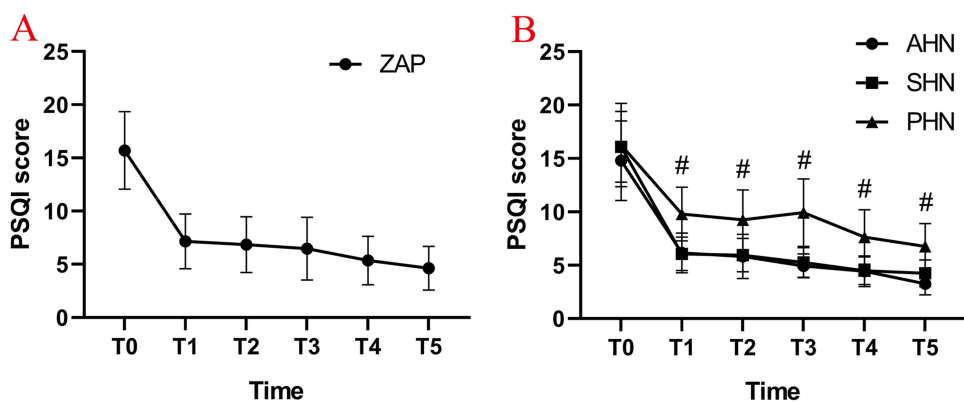 A
ZAP
PSQI score
25
20
15
10
5
0
T0 T1 T2 T3 T4 T5
Time
B
AHN
SHN
PHN
PSQI score
25
20
15
10
5
0
# # # # #
T0 T1 T2 T3 T4 T5
Time